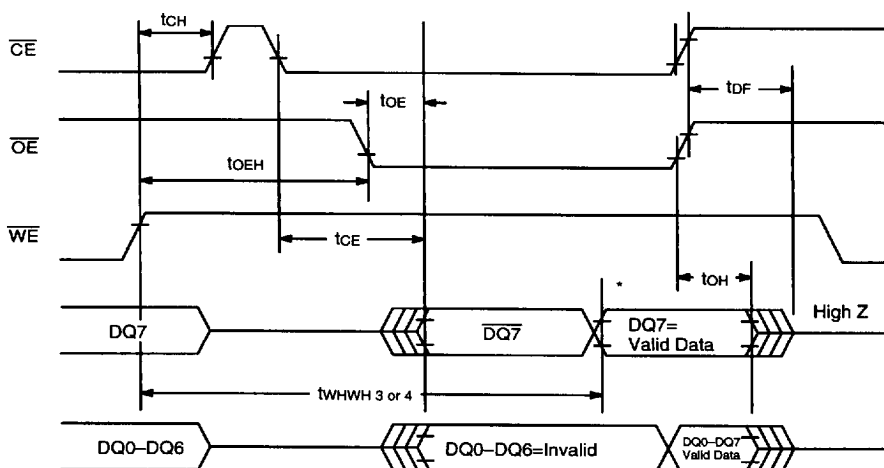 tCH
CE
tDF
tOE
OE
tOEH
WE
tCE
*
tOH
High Z
DQ7
DQ7
DQ7=
Valid Data
tWHWH 3 or 4
DQ0–DQ6
DQ0–DQ6=Invalid
DQ0–DQ7
Valid Data